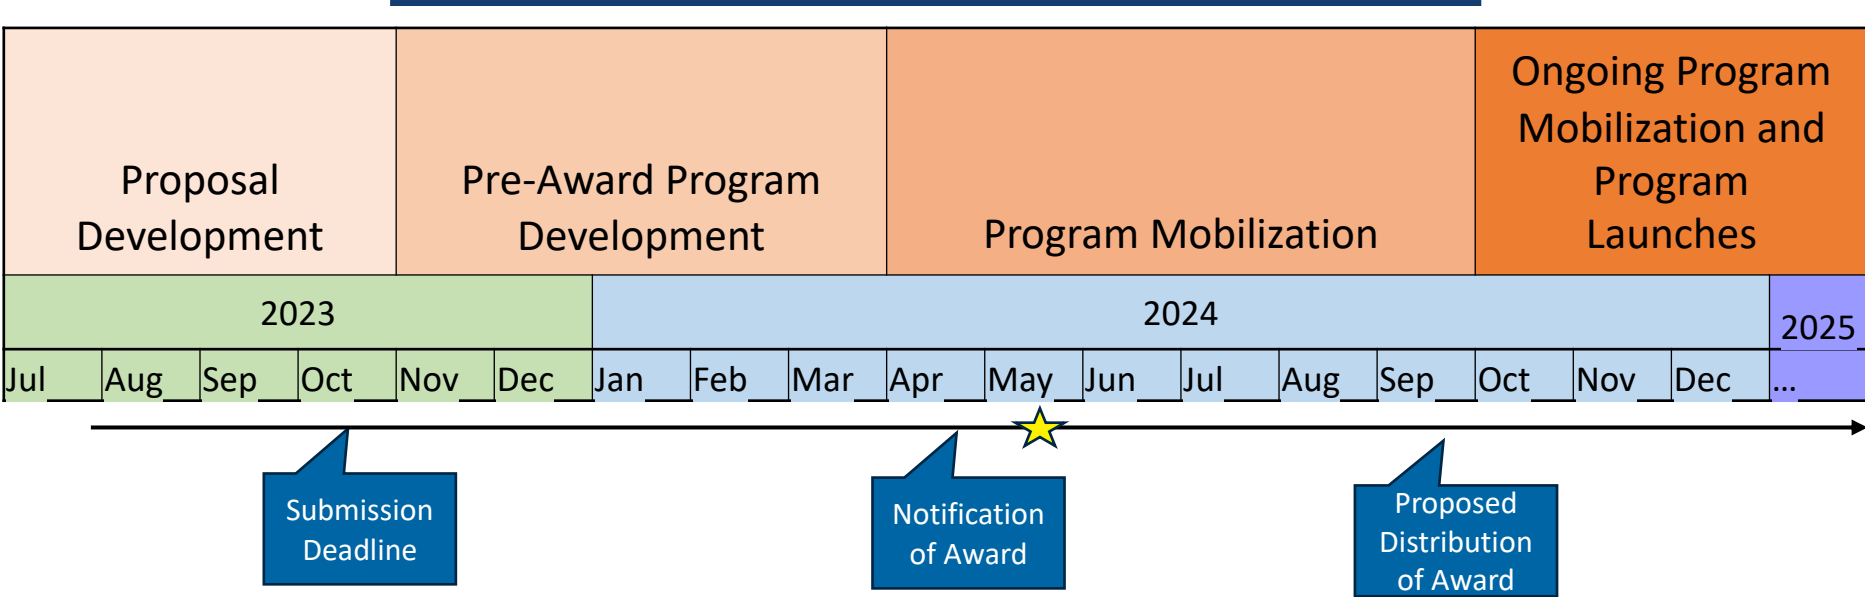 Proposal
Development
Pre-Award Program
Development
Program Mobilization
Ongoing Program
Mobilization and
Program
Launches
2023
2024
2025
Jul Aug Sep Oct Nov Dec Jan Feb Mar Apr May Jun Jul Aug Sep Oct Nov Dec ...
Submission
Deadline
Notification
of Award
Proposed
Distribution
of Award